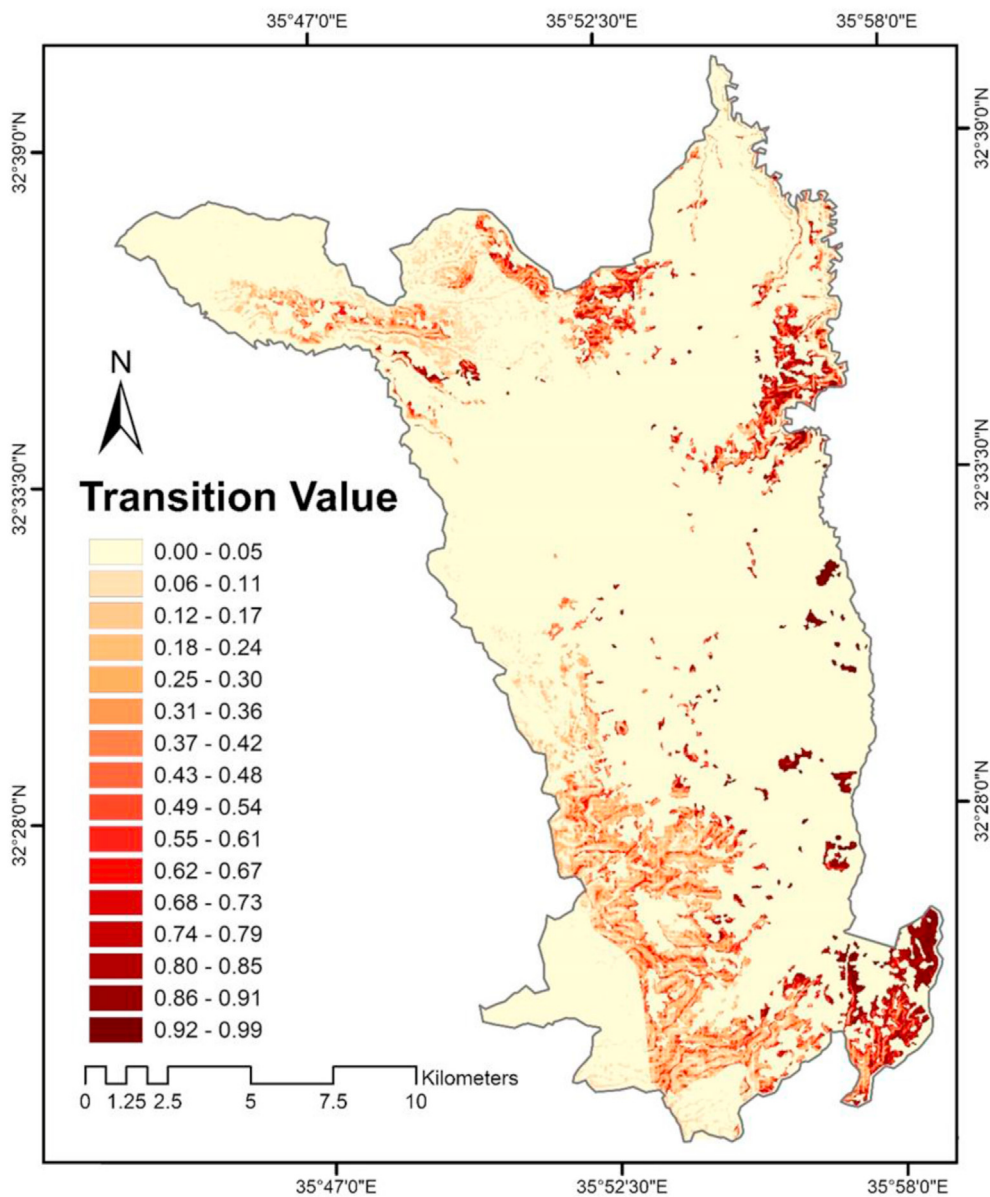 35°47'0"E 35°52'30"E 35°58'0"E
32°39'0"N
32°39'0"N
N
32°33'30"N
32°33'30"N
Transition Value
0.00 - 0.05
0.06 - 0.11
0.12 - 0.17
0.18 - 0.24
0.25 - 0.30
0.31 - 0.36
0.37 - 0.42
0.43 - 0.48
0.49 - 0.54
0.55 - 0.61
0.62 - 0.67
0.68 - 0.73
0.74 - 0.79
0.80 - 0.85
0.86 - 0.91
0.92 - 0.99
32°28'0"N
32°28'0"N
Kilometers
0 1.25 2.5 5 7.5 10
35°47'0"E 35°52'30"E 35°58'0"E